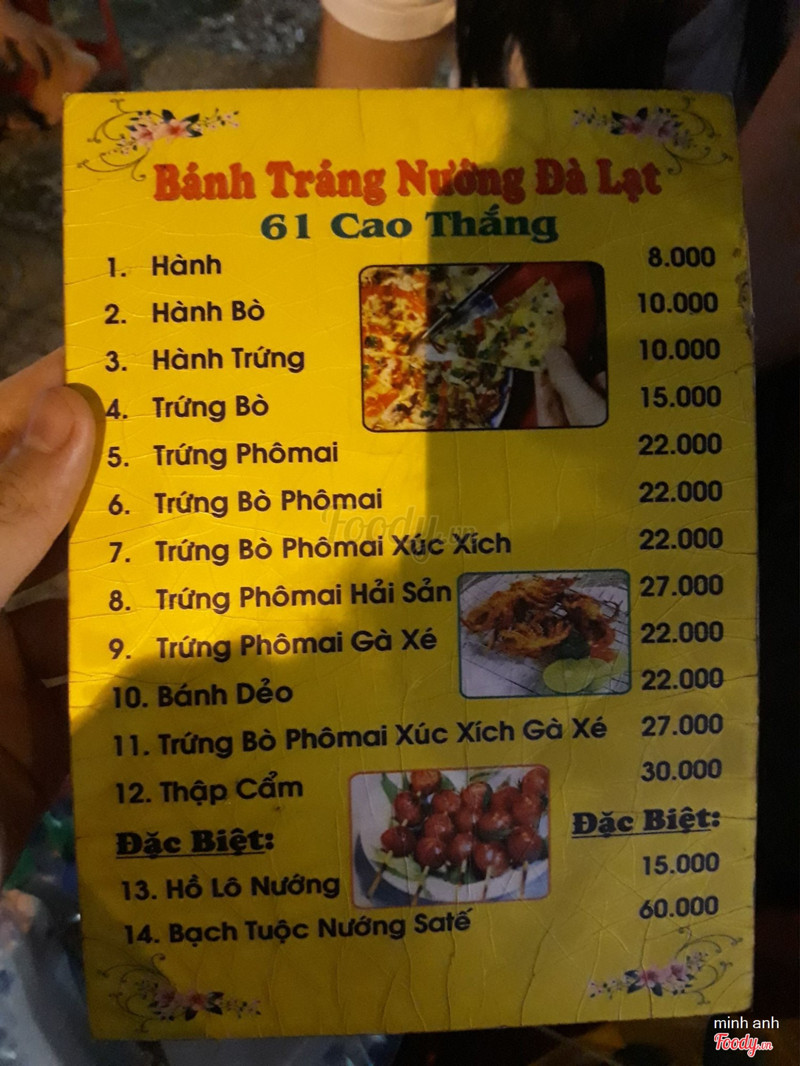 Bánh Tráng Nướng Đà Lạt
61 Cao Thắng
1. Hành 8.000
2. Hành Bò 10.000
3. Hành Trứng 10.000
4. Trứng Bò 15.000
5. Trứng Phômai 22.000
6. Trứng Bò Phômai 22.000
7. Trứng Bò Phômai Xúc Xích 22.000
8. Trứng Phômai Hải Sản 27.000
9. Trứng Phômai Gà Xé 22.000
10. Bánh Dẻo 22.000
11. Trứng Bò Phômai Xúc Xích Gà Xé 27.000
12. Thập Cẩm 30.000
Đặc Biệt: Đặc Biệt:
13. Hồ Lô Nướng 15.000
14. Bạch Tuộc Nướng Satế 60.000
Foody.vn
minh anh
Foody.vn